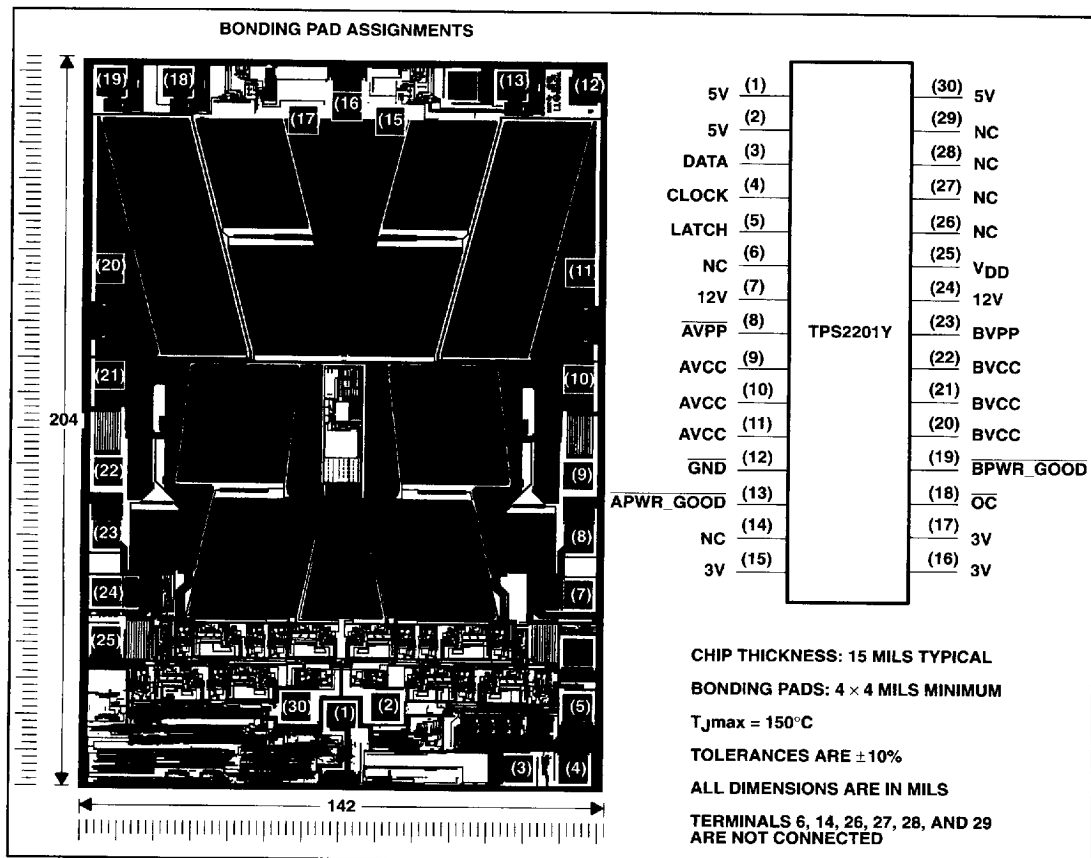 BONDING PAD ASSIGNMENTS
(19)
(18)
(17)
(16)
(15)
(13)
(12)
(20)
(11)
(21)
(10)
204
(22)
(9)
(23)
(8)
(24)
(7)
(25)
(30)
(1)
(2)
(5)
(3)
(4)
142
5V (1)
5V (2)
DATA (3)
CLOCK (4)
LATCH (5)
NC (6)
12V (7)
AVPP (8)
AVCC (9)
AVCC (10)
AVCC (11)
GND (12)
APWR_GOOD (13)
NC (14)
3V (15)
TPS2201Y
(30) 5V
(29) NC
(28) NC
(27) NC
(26) NC
(25) VDD
(24) 12V
(23) BVPP
(22) BVCC
(21) BVCC
(20) BVCC
(19) BPWR_GOOD
(18) OC
(17) 3V
(16) 3V
CHIP THICKNESS: 15 MILS TYPICAL
BONDING PADS: 4 × 4 MILS MINIMUM
TJmax = 150°C
TOLERANCES ARE ±10%
ALL DIMENSIONS ARE IN MILS
TERMINALS 6, 14, 26, 27, 28, AND 29
ARE NOT CONNECTED